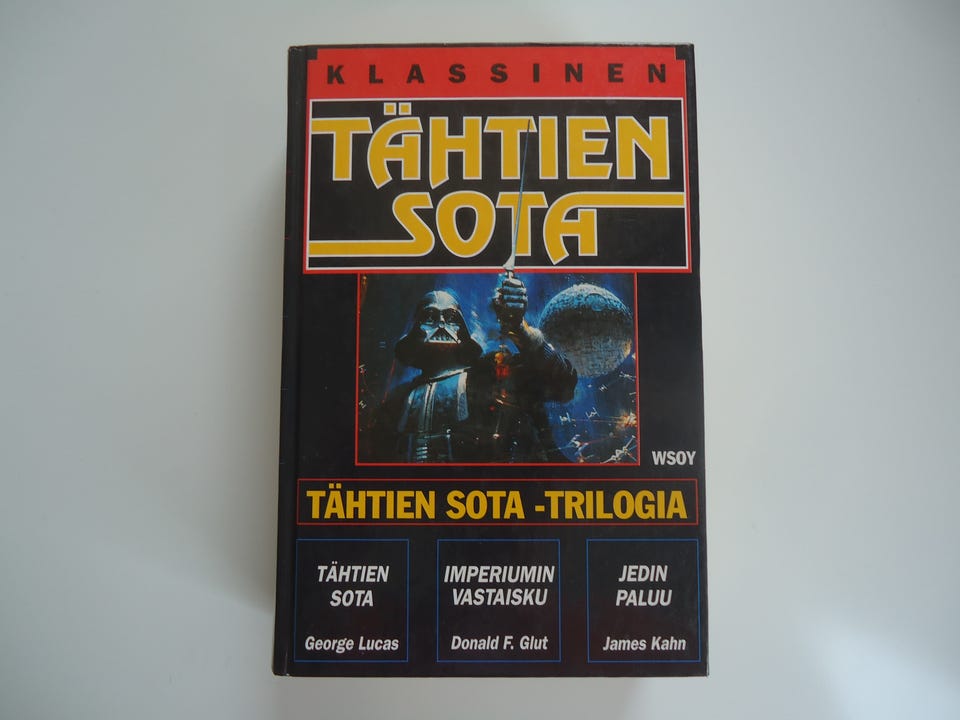 KLASSINEN
TÄHTIEN
SOTA
WSOY
TÄHTIEN SOTA -TRILOGIA
TÄHTIEN
SOTA
George Lucas
IMPERIUMIN
VASTAISKU
Donald F. Glut
JEDIN
PALUU
James Kahn